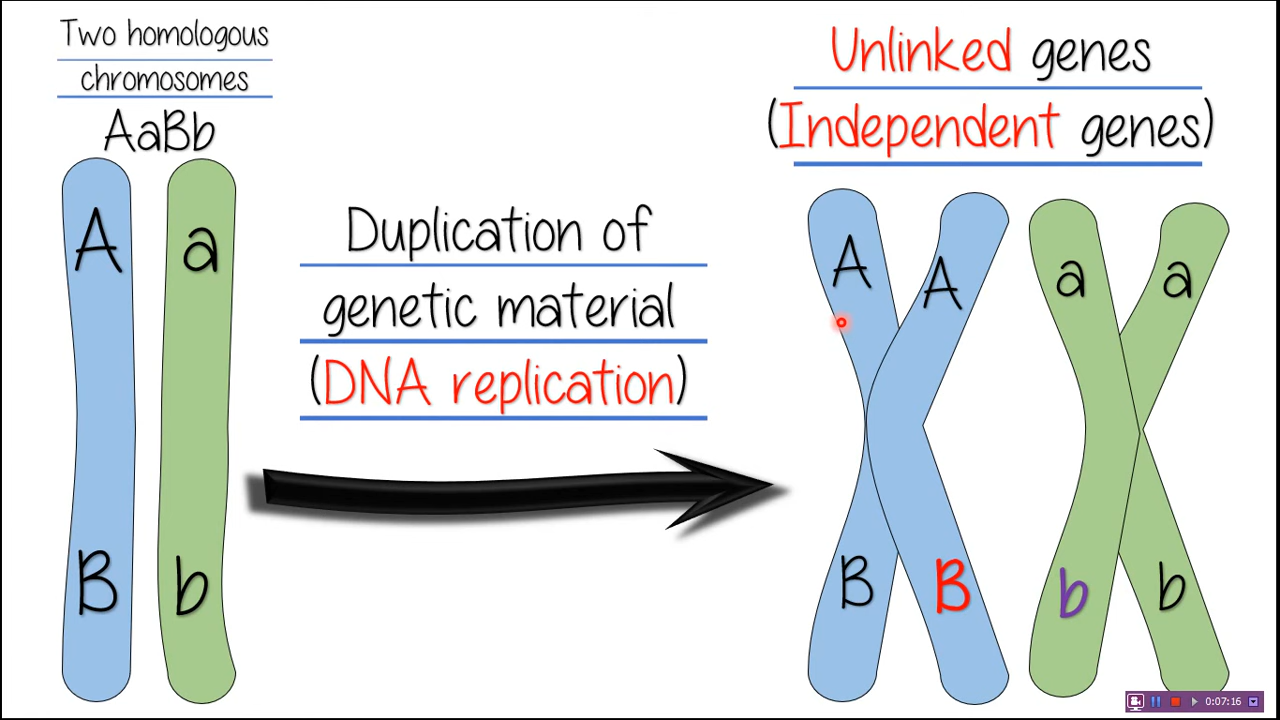 Two homologous
chromosomes
AaBb
Unlinked genes
(Independent genes)
Duplication of
genetic material
(DNA replication)
A a
B b
A A a a
B B b b
0:07:16